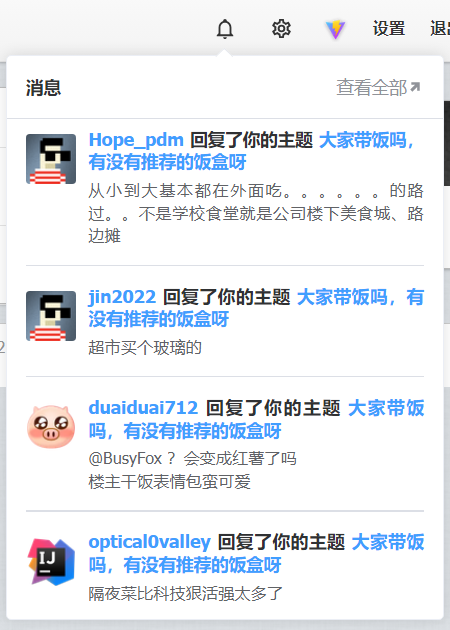 设置
消息
查看全部
Hope_pdm 回复了你的主题 大家带饭吗，
有没有推荐的饭盒呀
从小到大基本都在外面吃。。。。。。的路
过。。不是学校食堂就是公司楼下美食城、路
边摊
jin2022 回复了你的主题 大家带饭吗，有
没有推荐的饭盒呀
超市买个玻璃的
duaiduai712 回复了你的主题 大家带饭
吗，有没有推荐的饭盒呀
@BusyFox ？会变成红薯了吗
楼主干饭表情包蛮可爱
optical0valley 回复了你的主题 大家带饭
吗，有没有推荐的饭盒呀
IJ
隔夜菜比科技狠活强太多了